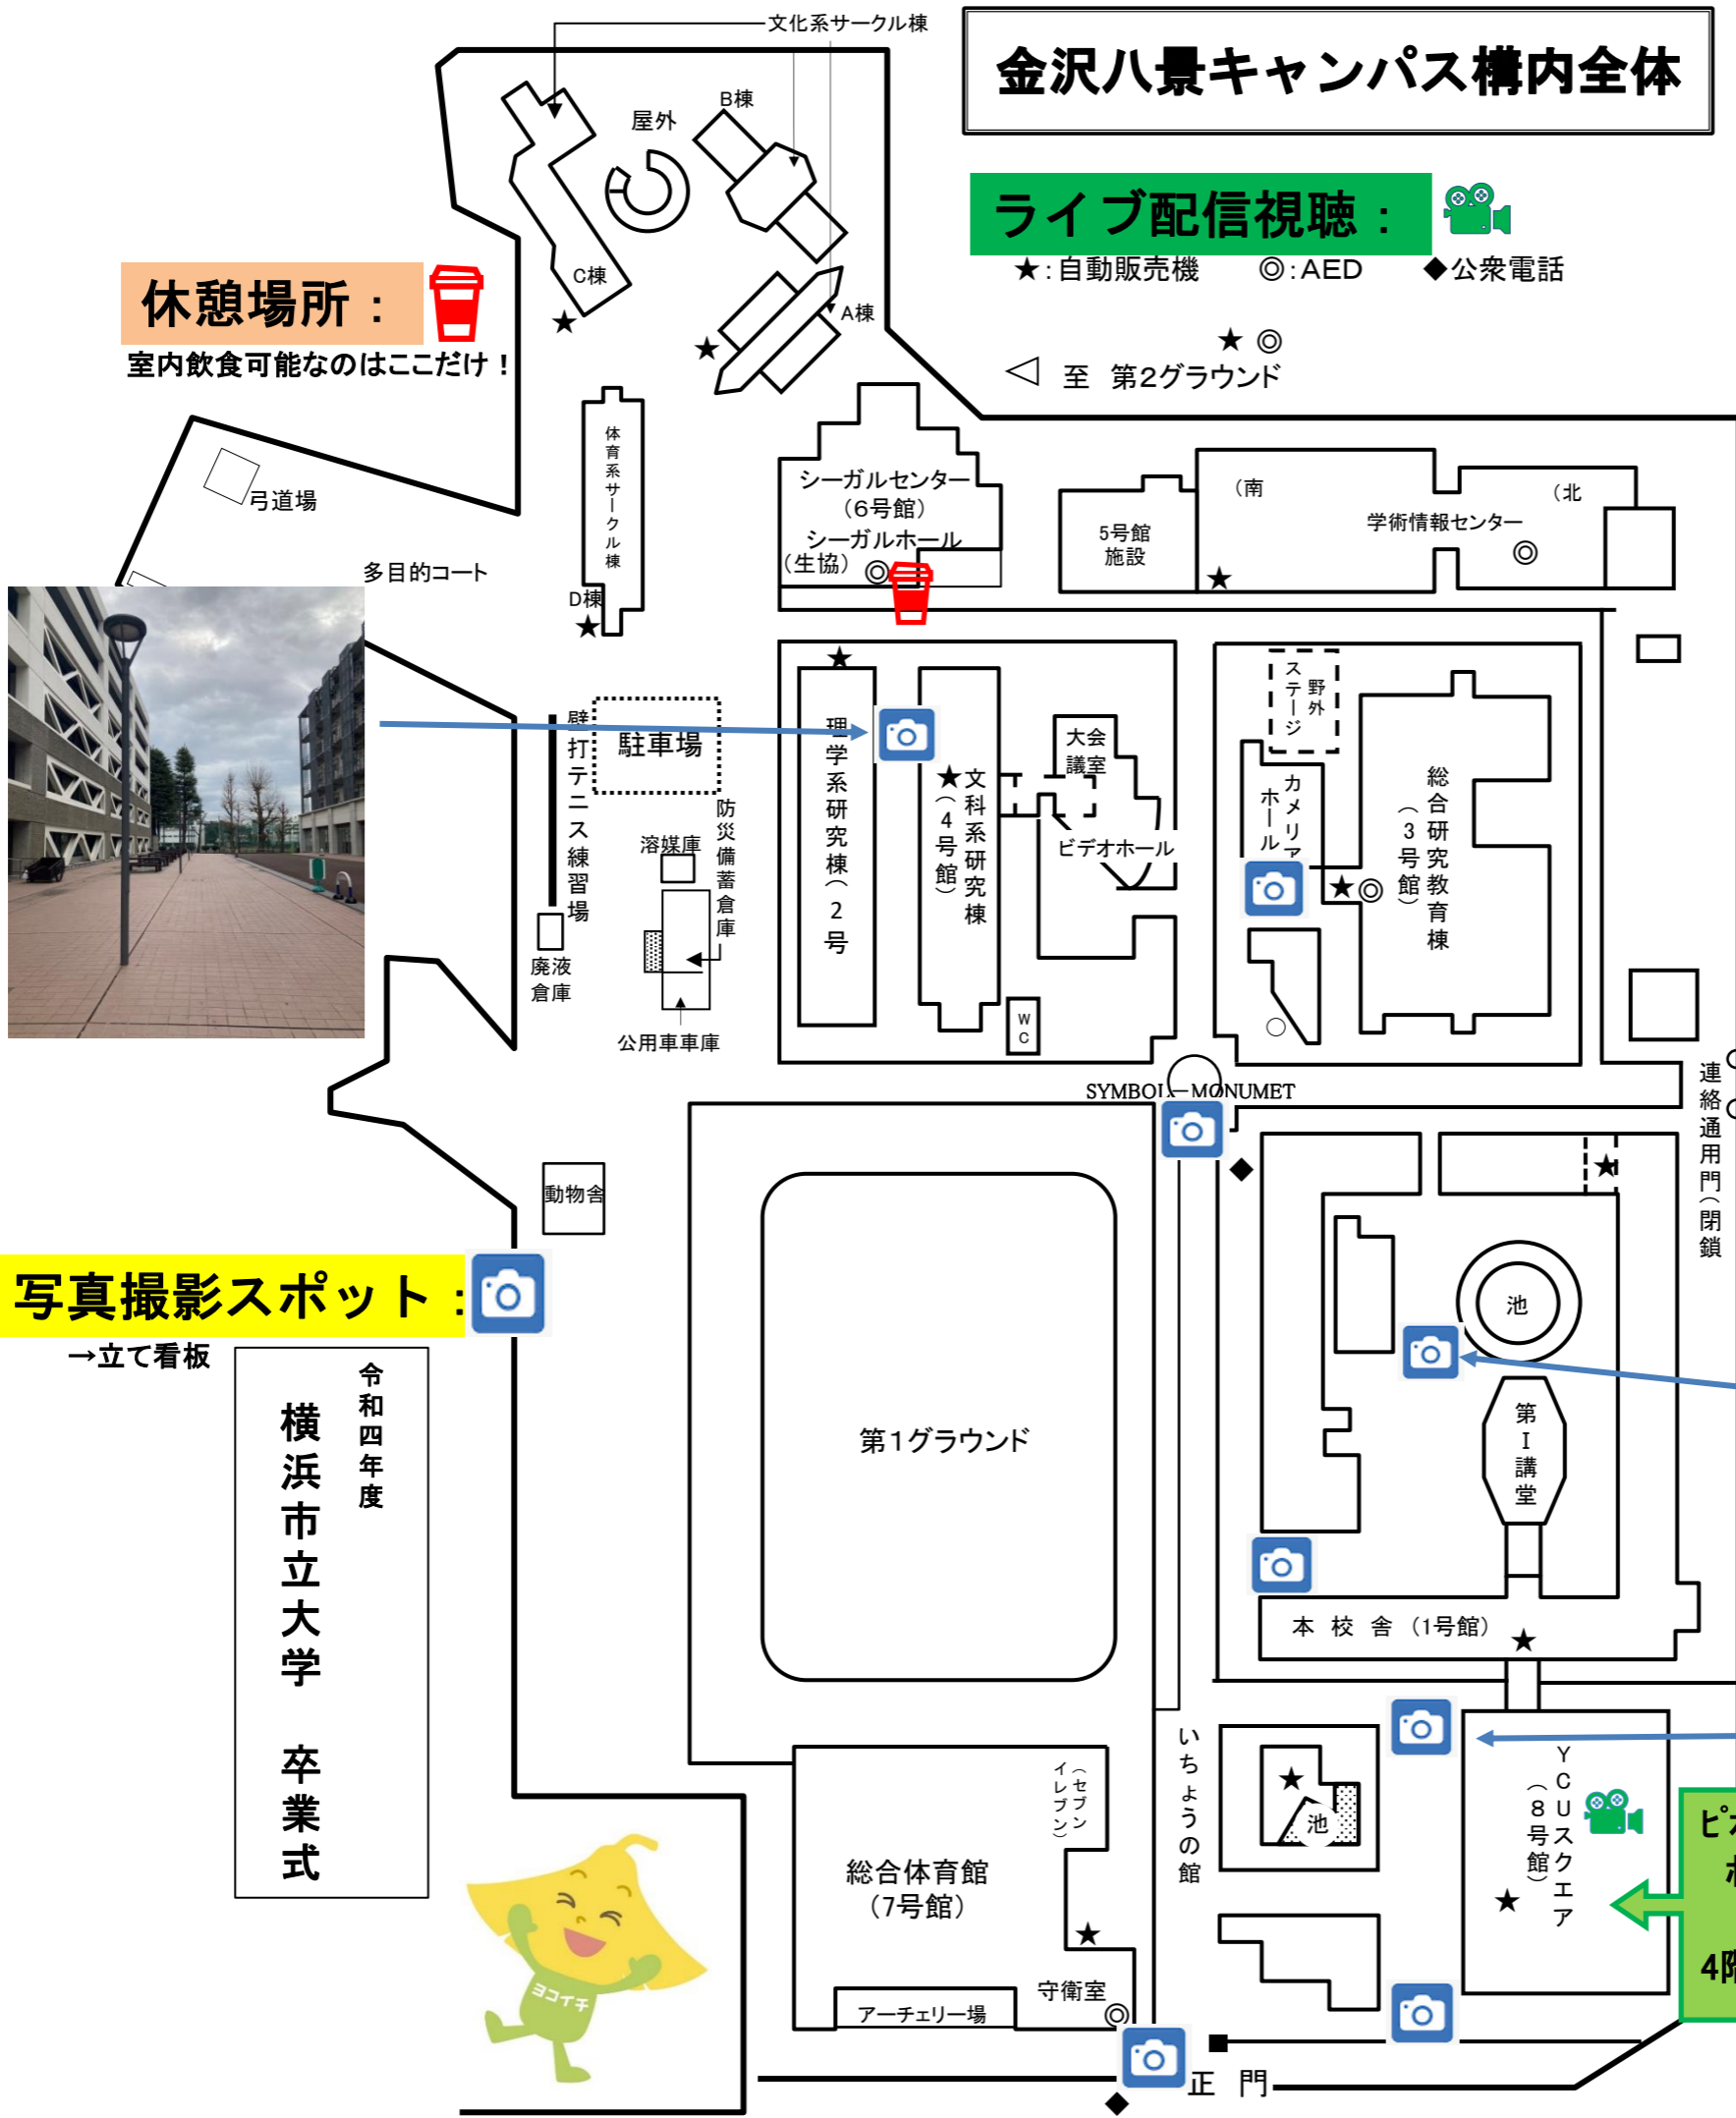 文化系サークル棟
金沢八景キャンパス構内全体
B棟
屋外
ライブ配信視聴：
★：自動販売機　◎：AED　◆公衆電話
C棟
A棟
休憩場所：
室内飲食可能なのはここだけ！
★ ◎
至　第2グラウンド
体育系サークル棟
シーガルセンター
（6号館）
シーガルホール
（生協）◎
（南
（北
学術情報センター
5号館
施設
弓道場
多目的コート
D棟
壁打テニス練習場
駐車場
理学系研究棟（2号
文科系研究棟
★（4号館）
大会
議室
ビデオホール
野外
ステージ
カメリア
ホール
総合研究教育棟
（3号館）
防災備蓄倉庫
溶媒庫
廃液
倉庫
公用車車庫
WC
SYMBOL－MONUMET
連絡通用門（閉鎖
動物舎
写真撮影スポット：
→立て看板
令和四年度
横浜市立大学　卒業式
池
第1グラウンド
第Ⅰ講堂
本校舎（1号館）
いちょうの館
（セブン
イレブン）
池
YCUスクエア
（8号館）
総合体育館
（7号館）
4階
ヨコイチ
守衛室
アーチェリー場
正門